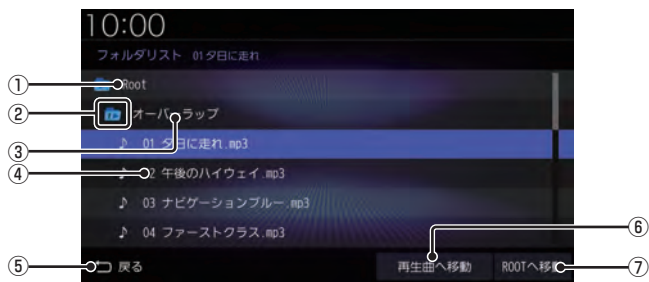 10:00
フォルダリスト 01夕日に走れ
① Root
② オーバーラップ
③ 01 夕日に走れ.mp3
④ 02 午後のハイウェイ.mp3
03 ナビゲーションブルー.mp3
04 ファーストクラス.mp3
⑤ 戻る 再生曲へ移動 ⑥ ROOTへ移動 ⑦